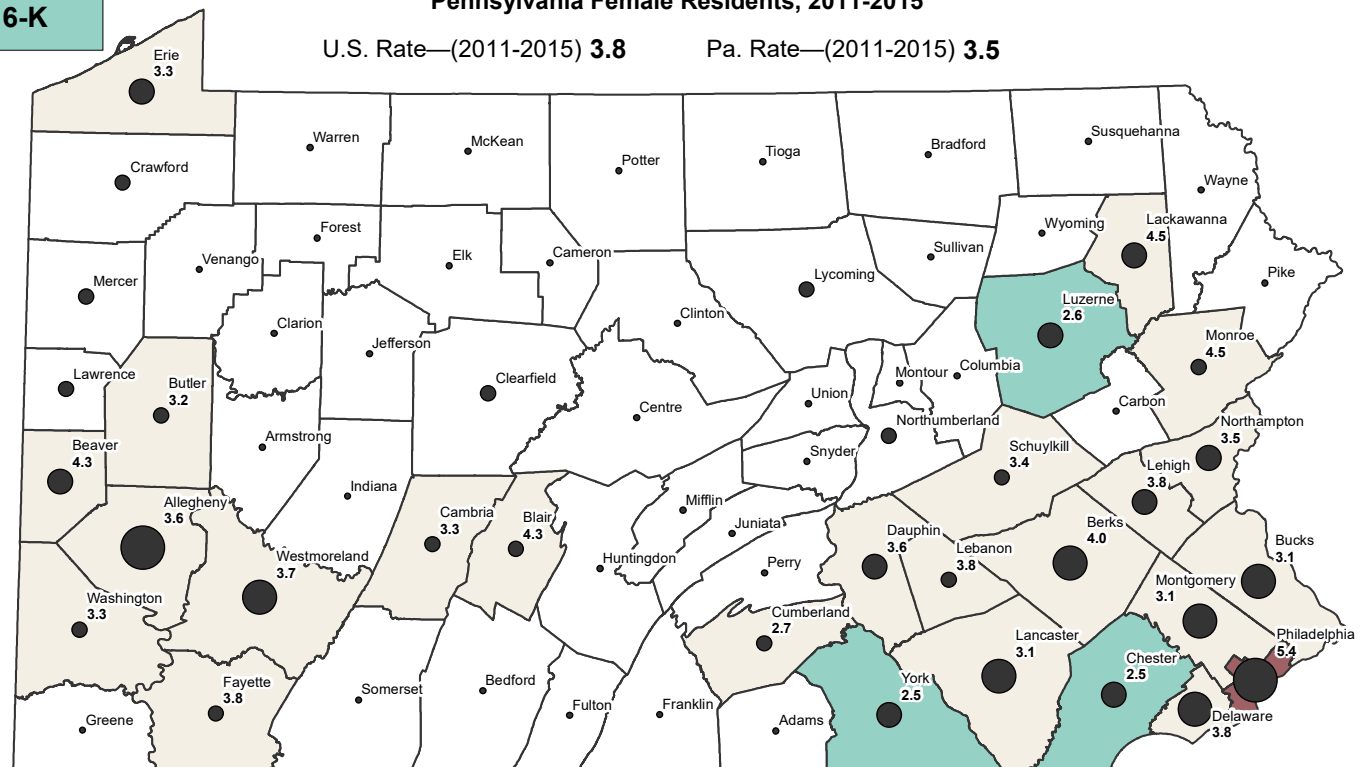 Pennsylvania Female Residents, 2011-2015
6-K
U.S. Rate—(2011-2015) 3.8
Pa. Rate—(2011-2015) 3.5
Erie
3.3
Warren
McKean
Potter
Tioga
Bradford
Susquehanna
Wayne
Crawford
Wyoming
Lackawanna
4.5
Forest
Venango
Elk
Cameron
Sullivan
Lycoming
Pike
Mercer
Luzerne
2.6
Clinton
Clarion
Jefferson
Monroe
4.5
Lawrence
Butler
3.2
Clearfield
Montour
Columbia
Union
Centre
Carbon
Northumberland
Northampton
3.5
Armstrong
Beaver
4.3
Snyder
Schuylkill
3.4
Lehigh
3.8
Indiana
Allegheny
3.6
Mifflin
Cambria
3.3
Blair
4.3
Juniata
Dauphin
3.6
Lebanon
3.8
Berks
4.0
Bucks
3.1
Westmoreland
3.7
Huntingdon
Perry
Montgomery
3.1
Washington
3.3
Cumberland
2.7
Lancaster
3.1
Philadelphia
5.4
Chester
2.5
Fayette
3.8
Bedford
York
2.5
Somerset
Fulton
Franklin
Greene
Adams
Delaware
3.8